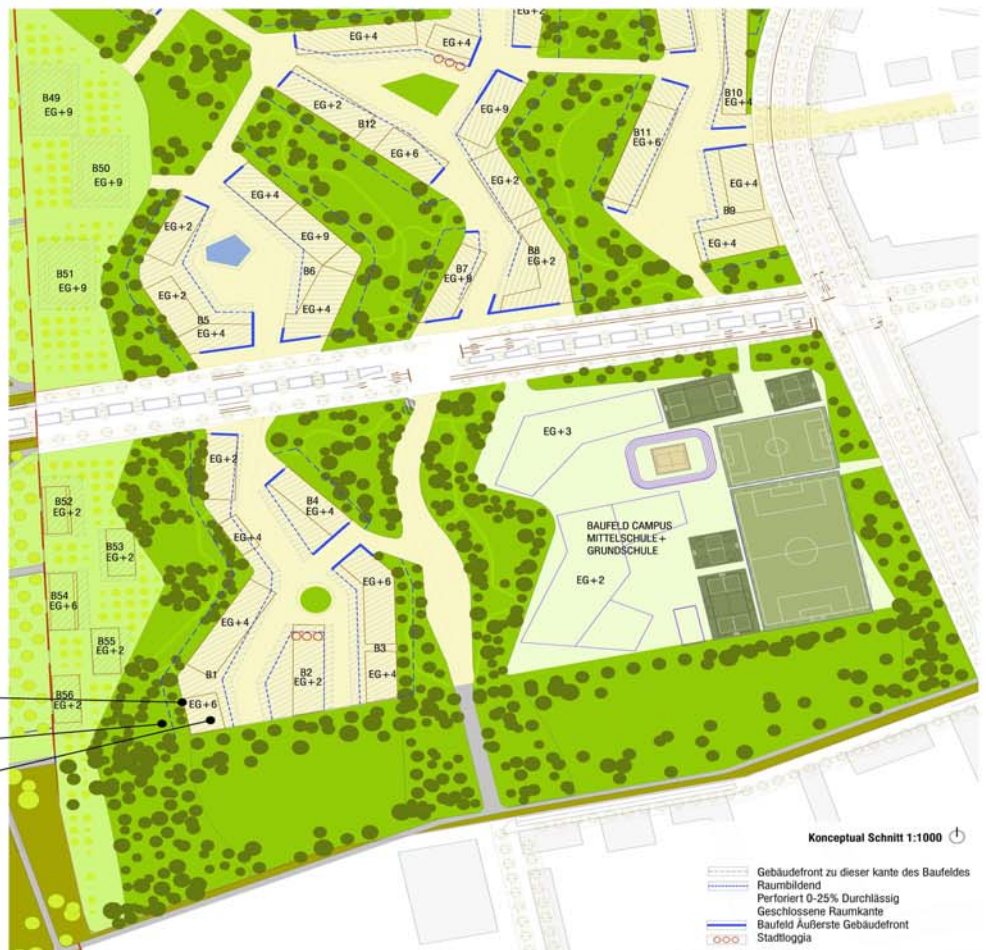 EG+2
EG+4
EG+4
B10
EG+4
B49
EG+9
EG+2
B12
EG+9
B11
EG+6
EG+6
B50
EG+9
EG+2
EG+4
EG+4
B9
EG+2
EG+9
B8
EG+2
EG+4
B51
EG+9
B6
B7
EG+8
EG+2
EG+4
B5
EG+4
EG+3
EG+2
B52
EG+2
B4
EG+4
BAUFELD CAMPUS
MITTELSCHULE+
GRUNDSCHULE
EG+4
B53
EG+2
EG+6
EG+2
B54
EG+6
EG+4
B55
EG+2
B3
B1
B2
EG+2
EG+4
B56
EG+2
EG+6
Konceptual Schnitt 1:1000
Gebäudefront zu dieser kante des Baufeldes
Raumbildend
Perforiert 0-25% Durchlässig
Geschlossene Raumkante
Baufeld Äußerste Gebäudefront
Stadtloggia